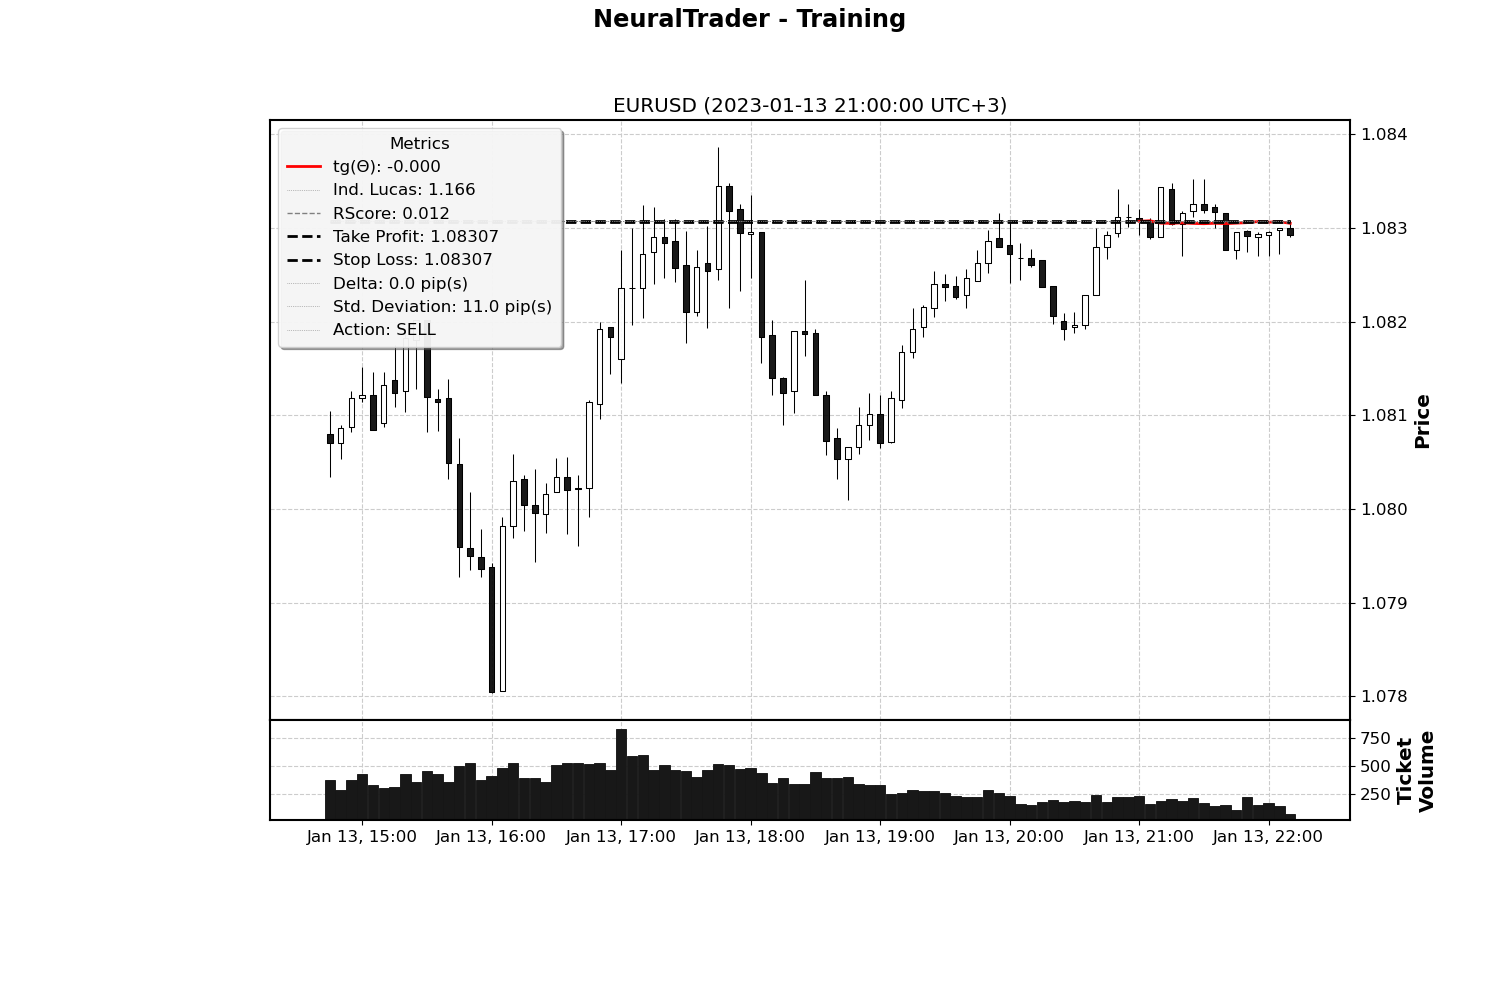 NeuralTrader - Training
EURUSD (2023-01-13 21:00:00 UTC+3)
Metrics
tg(Θ): -0.000
Ind. Lucas: 1.166
RScore: 0.012
Take Profit: 1.08307
Stop Loss: 1.08307
Delta: 0.0 pip(s)
Std. Deviation: 11.0 pip(s)
Action: SELL
1.084
1.083
1.082
1.081
1.080
1.079
1.078
Price
750
500
250
Ticket
Volume
Jan 13, 15:00
Jan 13, 16:00
Jan 13, 17:00
Jan 13, 18:00
Jan 13, 19:00
Jan 13, 20:00
Jan 13, 21:00
Jan 13, 22:00